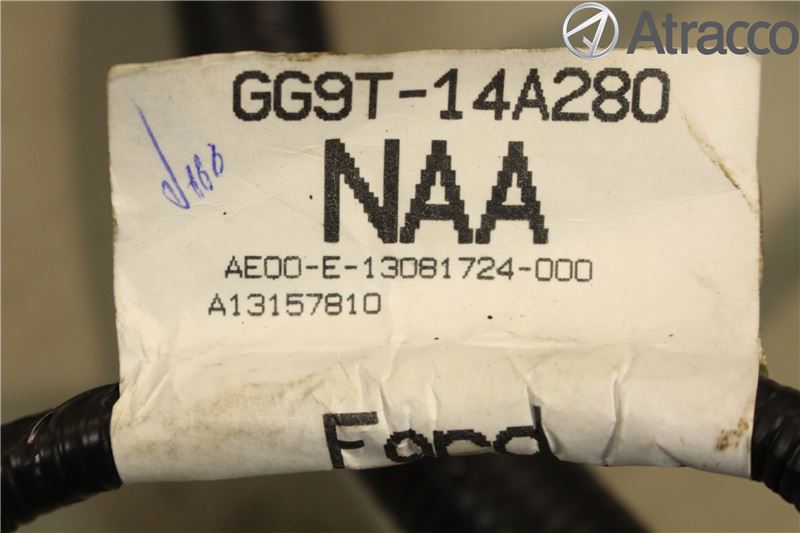 Atracco
GG9T-14A280
NAA
AE00-E-13081724-000
A13157810
Ford